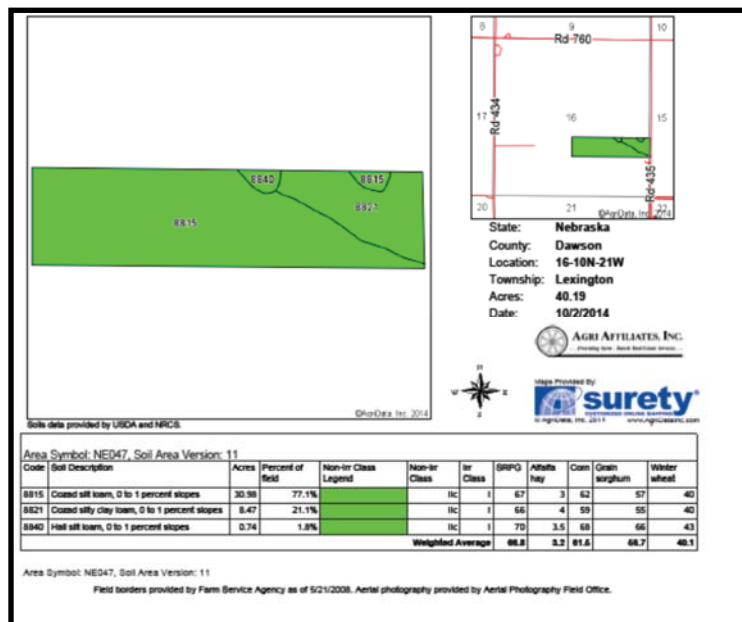 8840
8815
8821
8815
©AgriData, Inc. 2014
Soils data provided by USDA and NRCS.
8
9
10
Rd 760
Rd 434
17
16
15
Rd 435
20
21
22
©AgriData, Inc. 2014
State: Nebraska
County: Dawson
Location: 16-10N-21W
Township: Lexington
Acres: 40.19
Date: 10/2/2014
AGRI AFFILIATES, INC.
N
W E
S
Maps Provided By:
surety®
CUSTOMIZED ONLINE MAPPING
© AgriData, Inc. 2014 www.AgriDataInc.com
Area Symbol: NE047, Soil Area Version: 11
Code Soil Description Acres Percent of field Non-Irr Class Legend Non-Irr Class Irr Class SRPG Alfalfa hay Corn Grain sorghum Winter wheat
8815 Cozad silt loam, 0 to 1 percent slopes 30.98 77.1% IIc I 67 3 62 57 40
8821 Cozad silty clay loam, 0 to 1 percent slopes 8.47 21.1% IIc I 66 4 59 55 40
8840 Hall silt loam, 0 to 1 percent slopes 0.74 1.8% IIc I 70 3.5 68 66 43
Weighted Average 66.8 3.2 61.5 56.7 40.1
Area Symbol: NE047, Soil Area Version: 11
Field borders provided by Farm Service Agency as of 5/21/2008. Aerial photography provided by Aerial Photography Field Office.